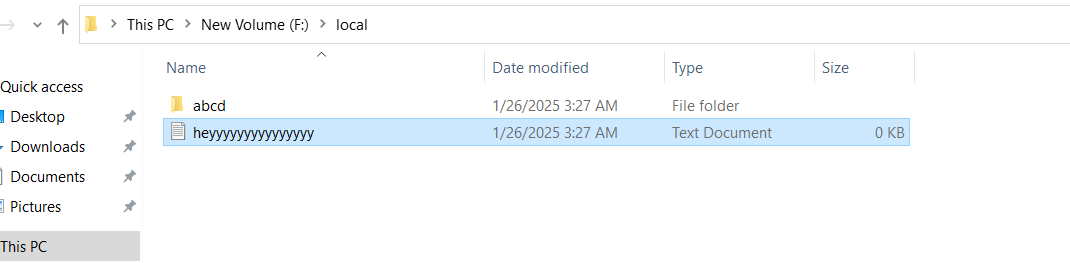 This PC > New Volume (F:) > local
Name Date modified Type Size
Quick access
abcd 1/26/2025 3:27 AM File folder
Desktop
heyyyyyyyyyyyyyyy 1/26/2025 3:27 AM Text Document 0 KB
Downloads
Documents
Pictures
This PC